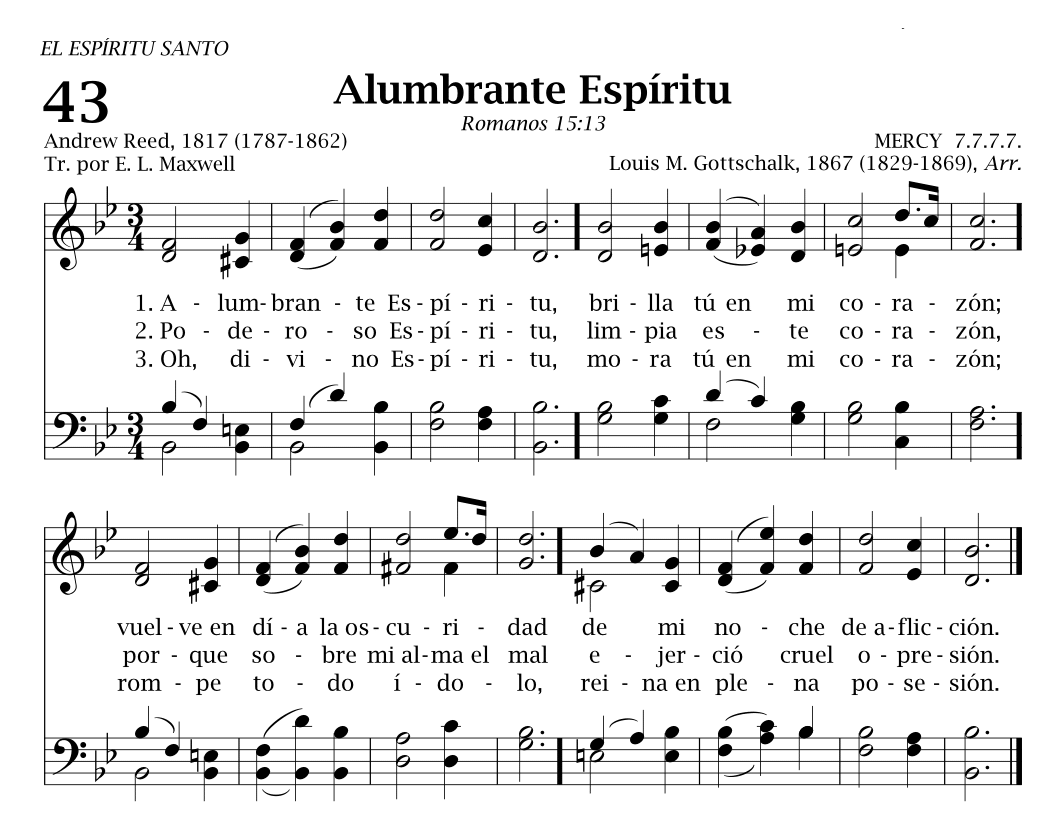 EL ESPÍRITU SANTO
43
Alumbrante Espíritu
Romanos 15:13
Andrew Reed, 1817 (1787-1862)
MERCY 7.7.7.7.
Tr. por E. L. Maxwell
Louis M. Gottschalk, 1867 (1829-1869), Arr.
1. A - lum-bran - te Es - pí - ri - tu, bri - lla tú en mi co - ra - zón;
2. Po - de - ro - so Es - pí - ri - tu, lim - pia es - te co - ra - zón,
3. Oh, di - vi - no Es - pí - ri - tu, mo - ra tú en mi co - ra - zón;
vuel - ve en dí - a la os - cu - ri - dad de mi no - che de a - flic - ción.
por - que so - bre mi al - ma el mal e - jer - ció cruel o - pre - sión.
rom - pe to - do í - do - lo, rei - na en ple - na po - se - sión.